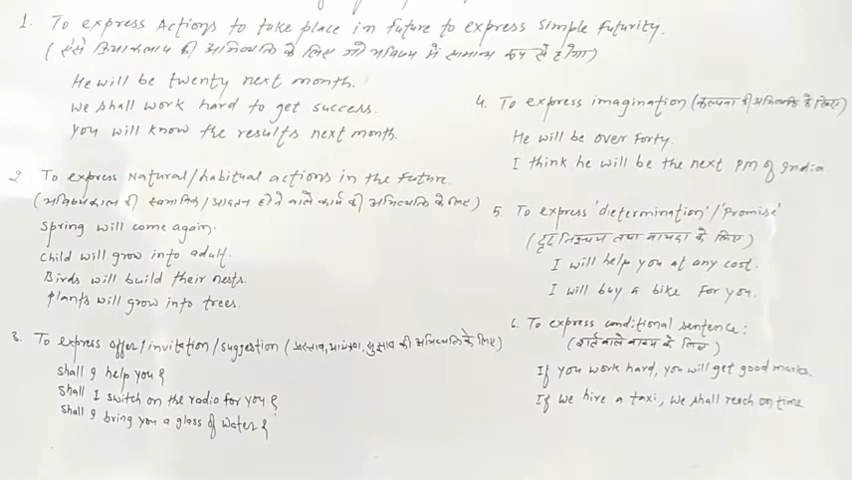 1. To express Actions to take place in future to express simple futurity.
(ऐसे क्रियाकलाप की अभिव्यक्ति के लिए जो भविष्य में सामान्य रूप से होगा)
He will be twenty next month.
We shall work hard to get success.
You will know the results next month.
2 To express Natural/habitual actions in the future.
(भविष्यकाल की स्वभाविक/आदतन होने वाले कार्य की अभिव्यक्ति के लिए)
Spring will come again.
Child will grow into adult.
Birds will build their nests.
Plants will grow into trees.
3. To express offer/invitation/suggestion (प्रस्ताव, आमंत्रण, सुझाव की अभिव्यक्ति के लिए)
Shall I help you?
Shall I switch on the radio for you?
Shall I bring you a glass of water?
4. To express imagination (कल्पना की अभिव्यक्ति के लिए)
He will be over forty.
I think he will be the next PM of India
5. To express 'determination'/'Promise'
(दृढ़ निश्चय तथा वायदा के लिए)
I will help you at any cost.
I will buy a bike for you.
6. To express conditional sentence:
(शर्त वाले वाक्य के लिए)
If you work hard, you will get good marks.
If we hire a taxi, we shall reach on time